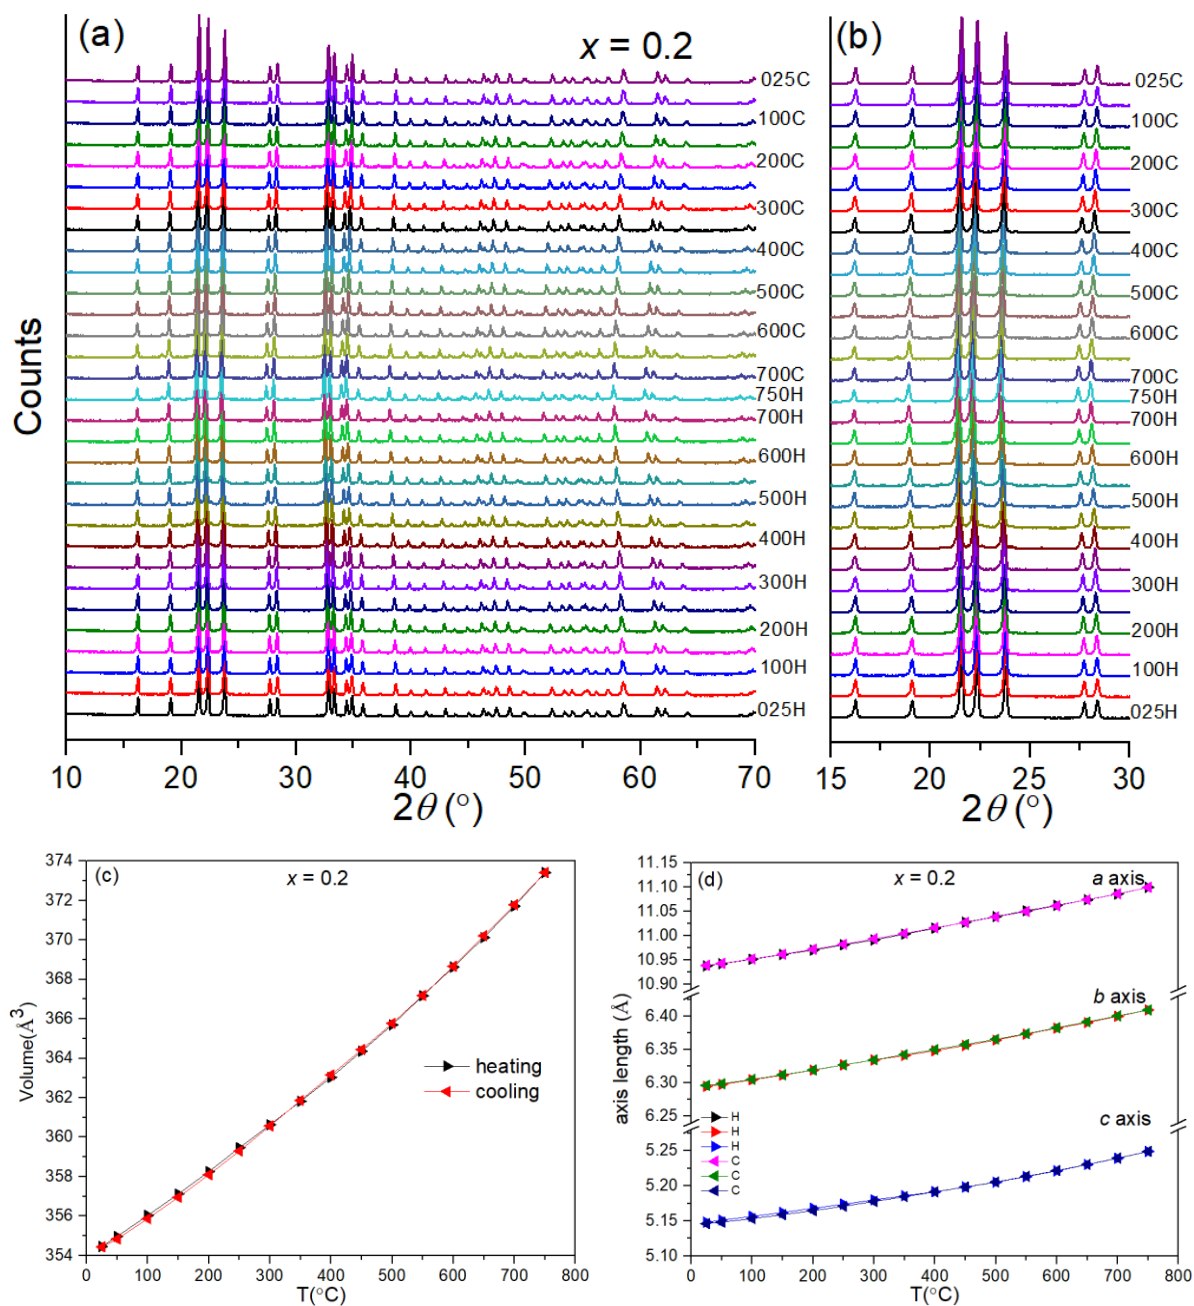 (a)
x = 0.2
(b)
Counts
025C
100C
200C
300C
400C
500C
600C
700C
750H
700H
600H
500H
400H
300H
200H
100H
025H
10 20 30 40 50 60 70
2θ (°)
025C
100C
200C
300C
400C
500C
600C
700C
750H
700H
600H
500H
400H
300H
200H
100H
025H
15 20 25 30
2θ (°)
(c)
x = 0.2
374
372
370
368
366
364
362
360
358
356
354
Volume(Å³)
heating
cooling
0 100 200 300 400 500 600 700 800
T(°C)
(d)
x = 0.2
a axis
b axis
c axis
11.15
11.10
11.05
11.00
10.95
10.90
6.40
6.35
6.30
6.25
5.25
5.20
5.15
5.10
axis length (Å)
H
H
H
C
C
C
0 100 200 300 400 500 600 700 800
T(°C)